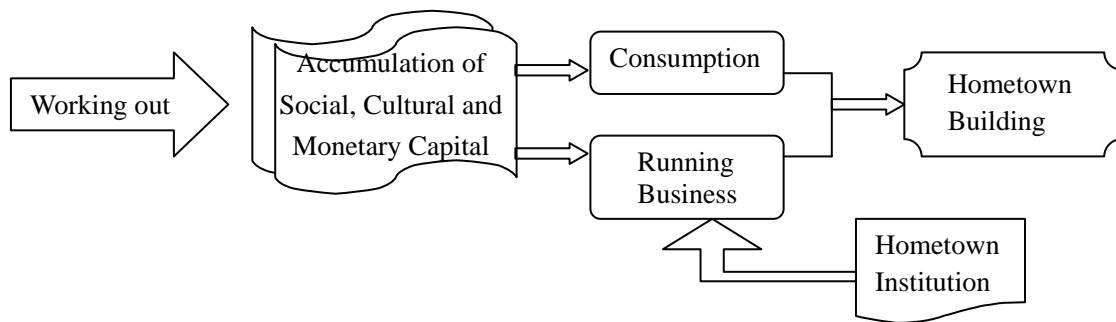 Working out
Accumulation of
Social, Cultural and
Monetary Capital
Consumption
Running
Business
Hometown
Building
Hometown
Institution